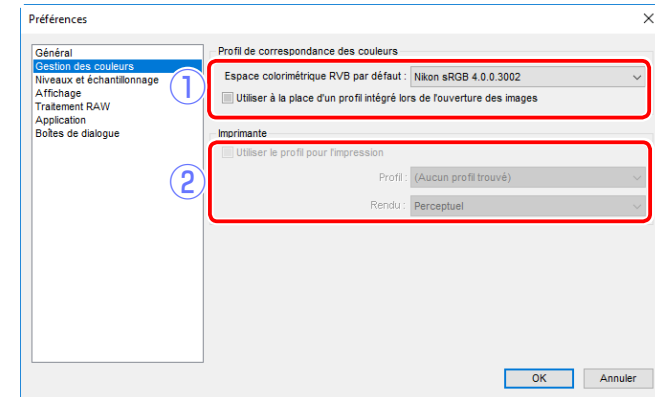 Préférences
Général
Gestion des couleurs
Niveaux et échantillonnage
Affichage
Traitement RAW
Application
Boîtes de dialogue
1
Profil de correspondance des couleurs
Espace colorimétrique RVB par défaut : Nikon sRGB 4.0.0.3002
Utiliser à la place d'un profil intégré lors de l'ouverture des images
2
Imprimante
Utiliser le profil pour l'impression
Profil : (Aucun profil trouvé)
Rendu : Perceptuel
OK Annuler